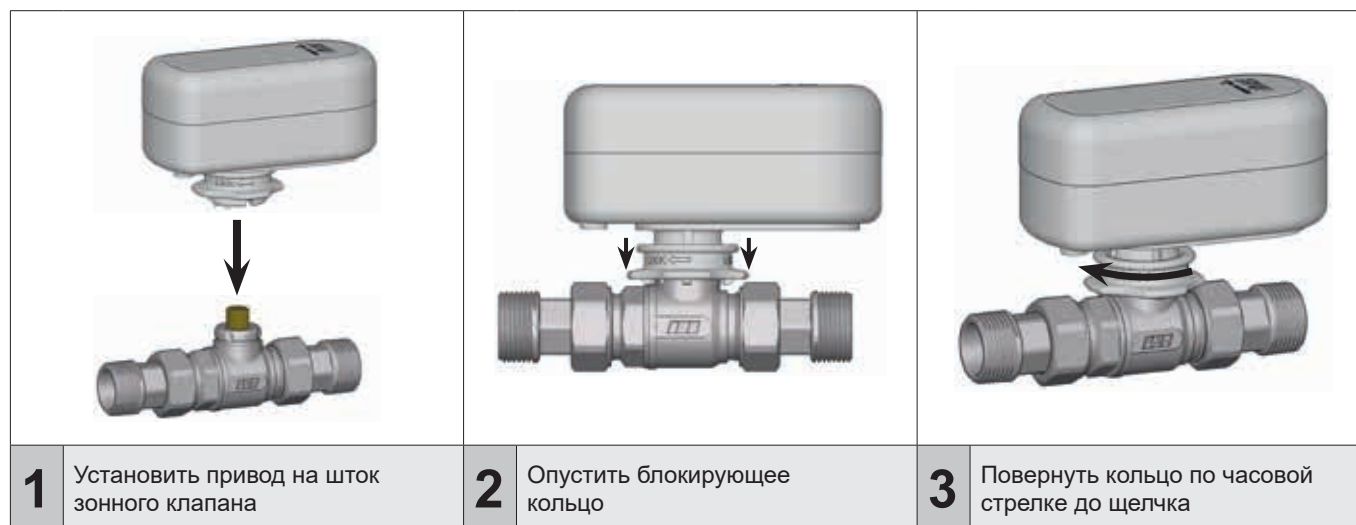 1
Установить привод на шток
зонного клапана
2
Опустить блокирующее
кольцо
3
Повернуть кольцо по часовой
стрелке до щелчка